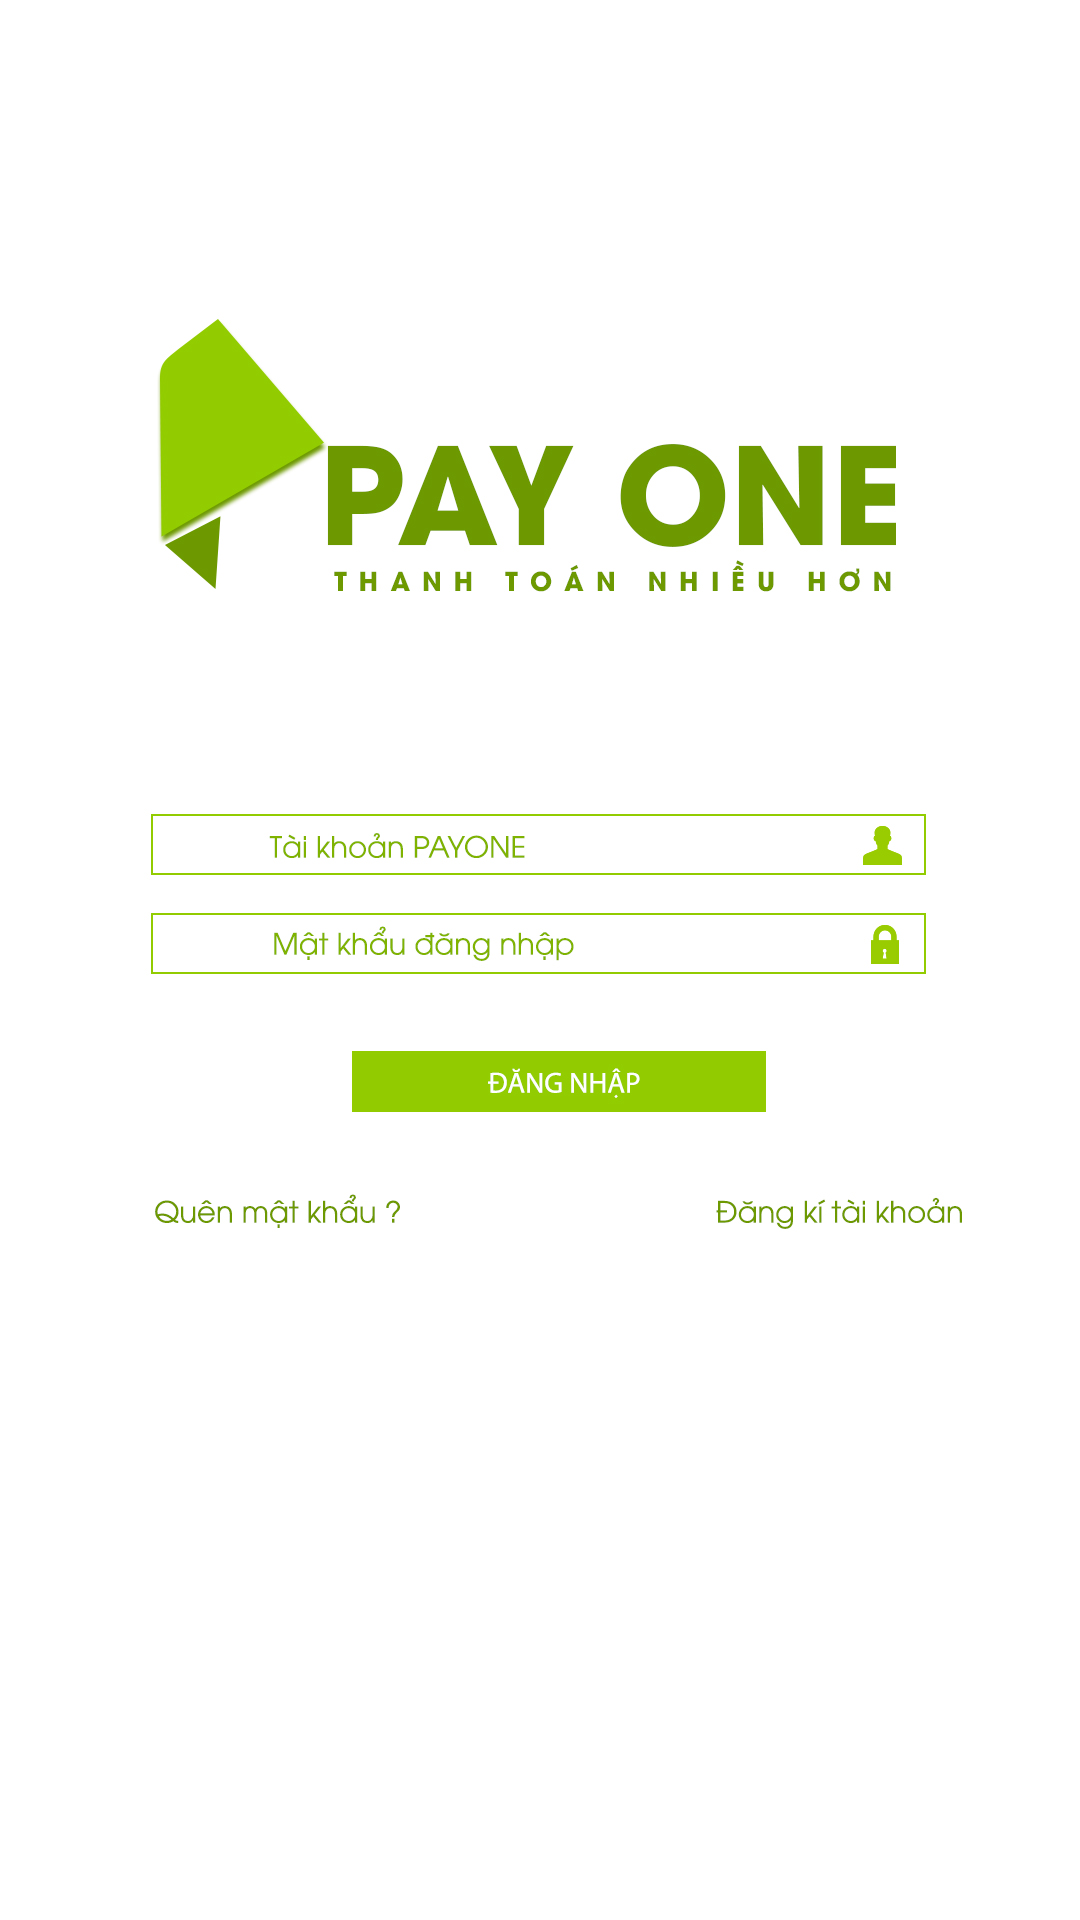 PAY ONE
THANH TOÁN NHIỀU HƠN
Tài khoản PAYONE
Mật khẩu đăng nhập
ĐĂNG NHẬP
Quên mật khẩu ? Đăng kí tài khoản